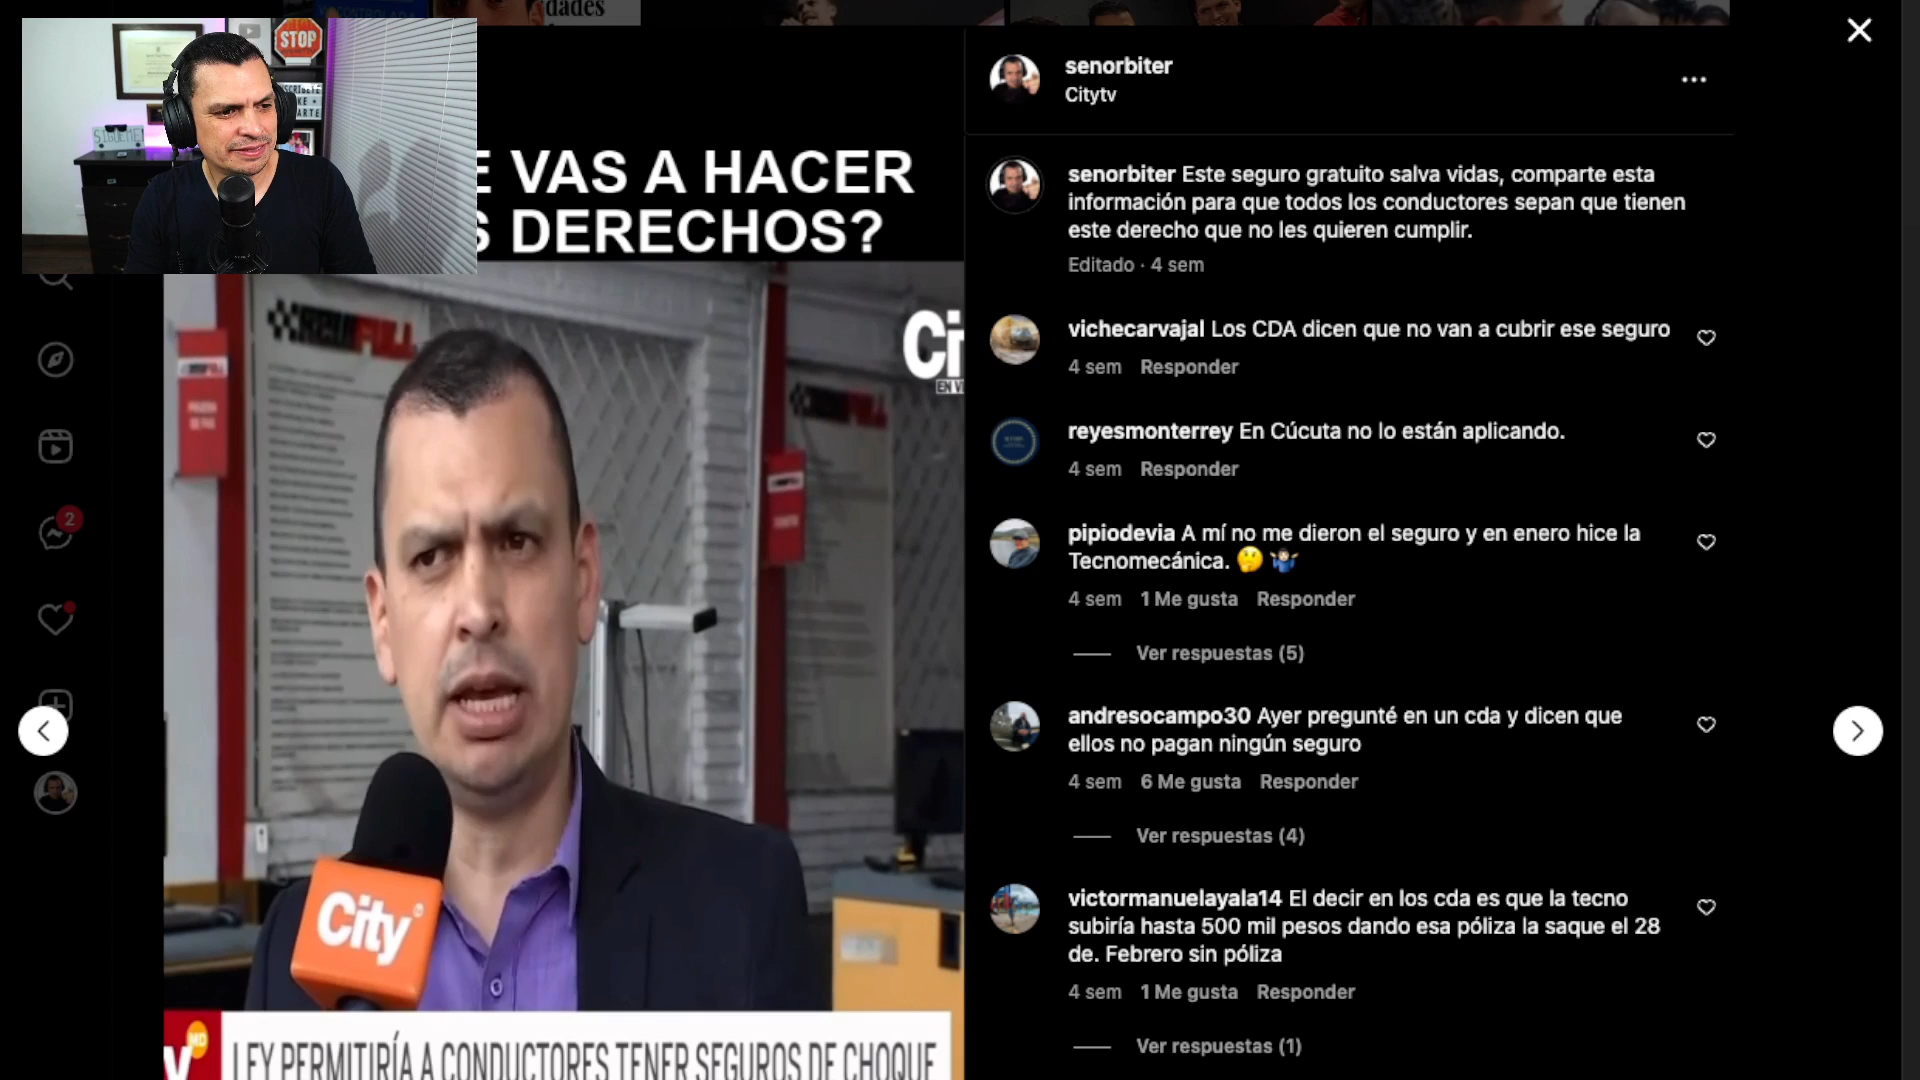 dades
STOP
SIGUEME
E VAS A HACER
S DERECHOS?
Ci
EN V
City
LEY PERMITIRÍA A CONDUCTORES TENER SEGUROS DE CHOQUE
2
senorbiter
Citytv
senorbiter Este seguro gratuito salva vidas, comparte esta
información para que todos los conductores sepan que tienen
este derecho que no les quieren cumplir.
Editado · 4 sem
vichecarvajal Los CDA dicen que no van a cubrir ese seguro
4 sem Responder
reyesmonterrey En Cúcuta no lo están aplicando.
4 sem Responder
pipiodevia A mí no me dieron el seguro y en enero hice la
Tecnomecánica. 🤔 🤷🏻‍♂️
4 sem 1 Me gusta Responder
Ver respuestas (5)
andresocampo30 Ayer pregunté en un cda y dicen que
ellos no pagan ningún seguro
4 sem 6 Me gusta Responder
Ver respuestas (4)
victormanuelayala14 El decir en los cda es que la tecno
subiría hasta 500 mil pesos dando esa póliza la saque el 28
de. Febrero sin póliza
4 sem 1 Me gusta Responder
Ver respuestas (1)